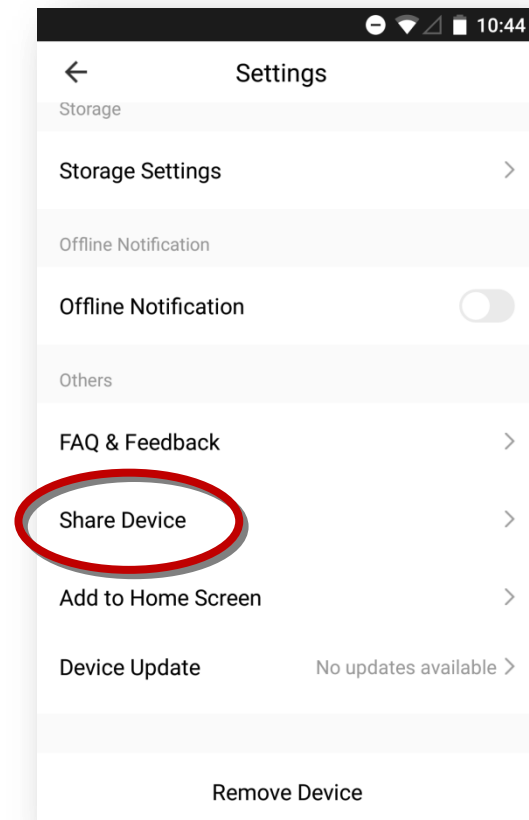 10:44
Settings
Storage
Storage Settings
Offline Notification
Offline Notification
Others
FAQ & Feedback
Share Device
Add to Home Screen
Device Update No updates available
Remove Device